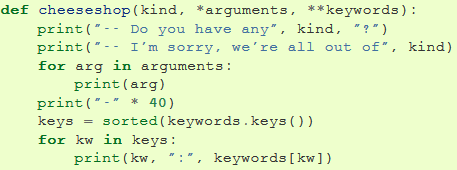 def cheeseshop(kind, *arguments, **keywords):
    print("-- Do you have any", kind, "?")
    print("-- I'm sorry, we're all out of", kind)
    for arg in arguments:
        print(arg)
    print("-" * 40)
    keys = sorted(keywords.keys())
    for kw in keys:
        print(kw, ":", keywords[kw])